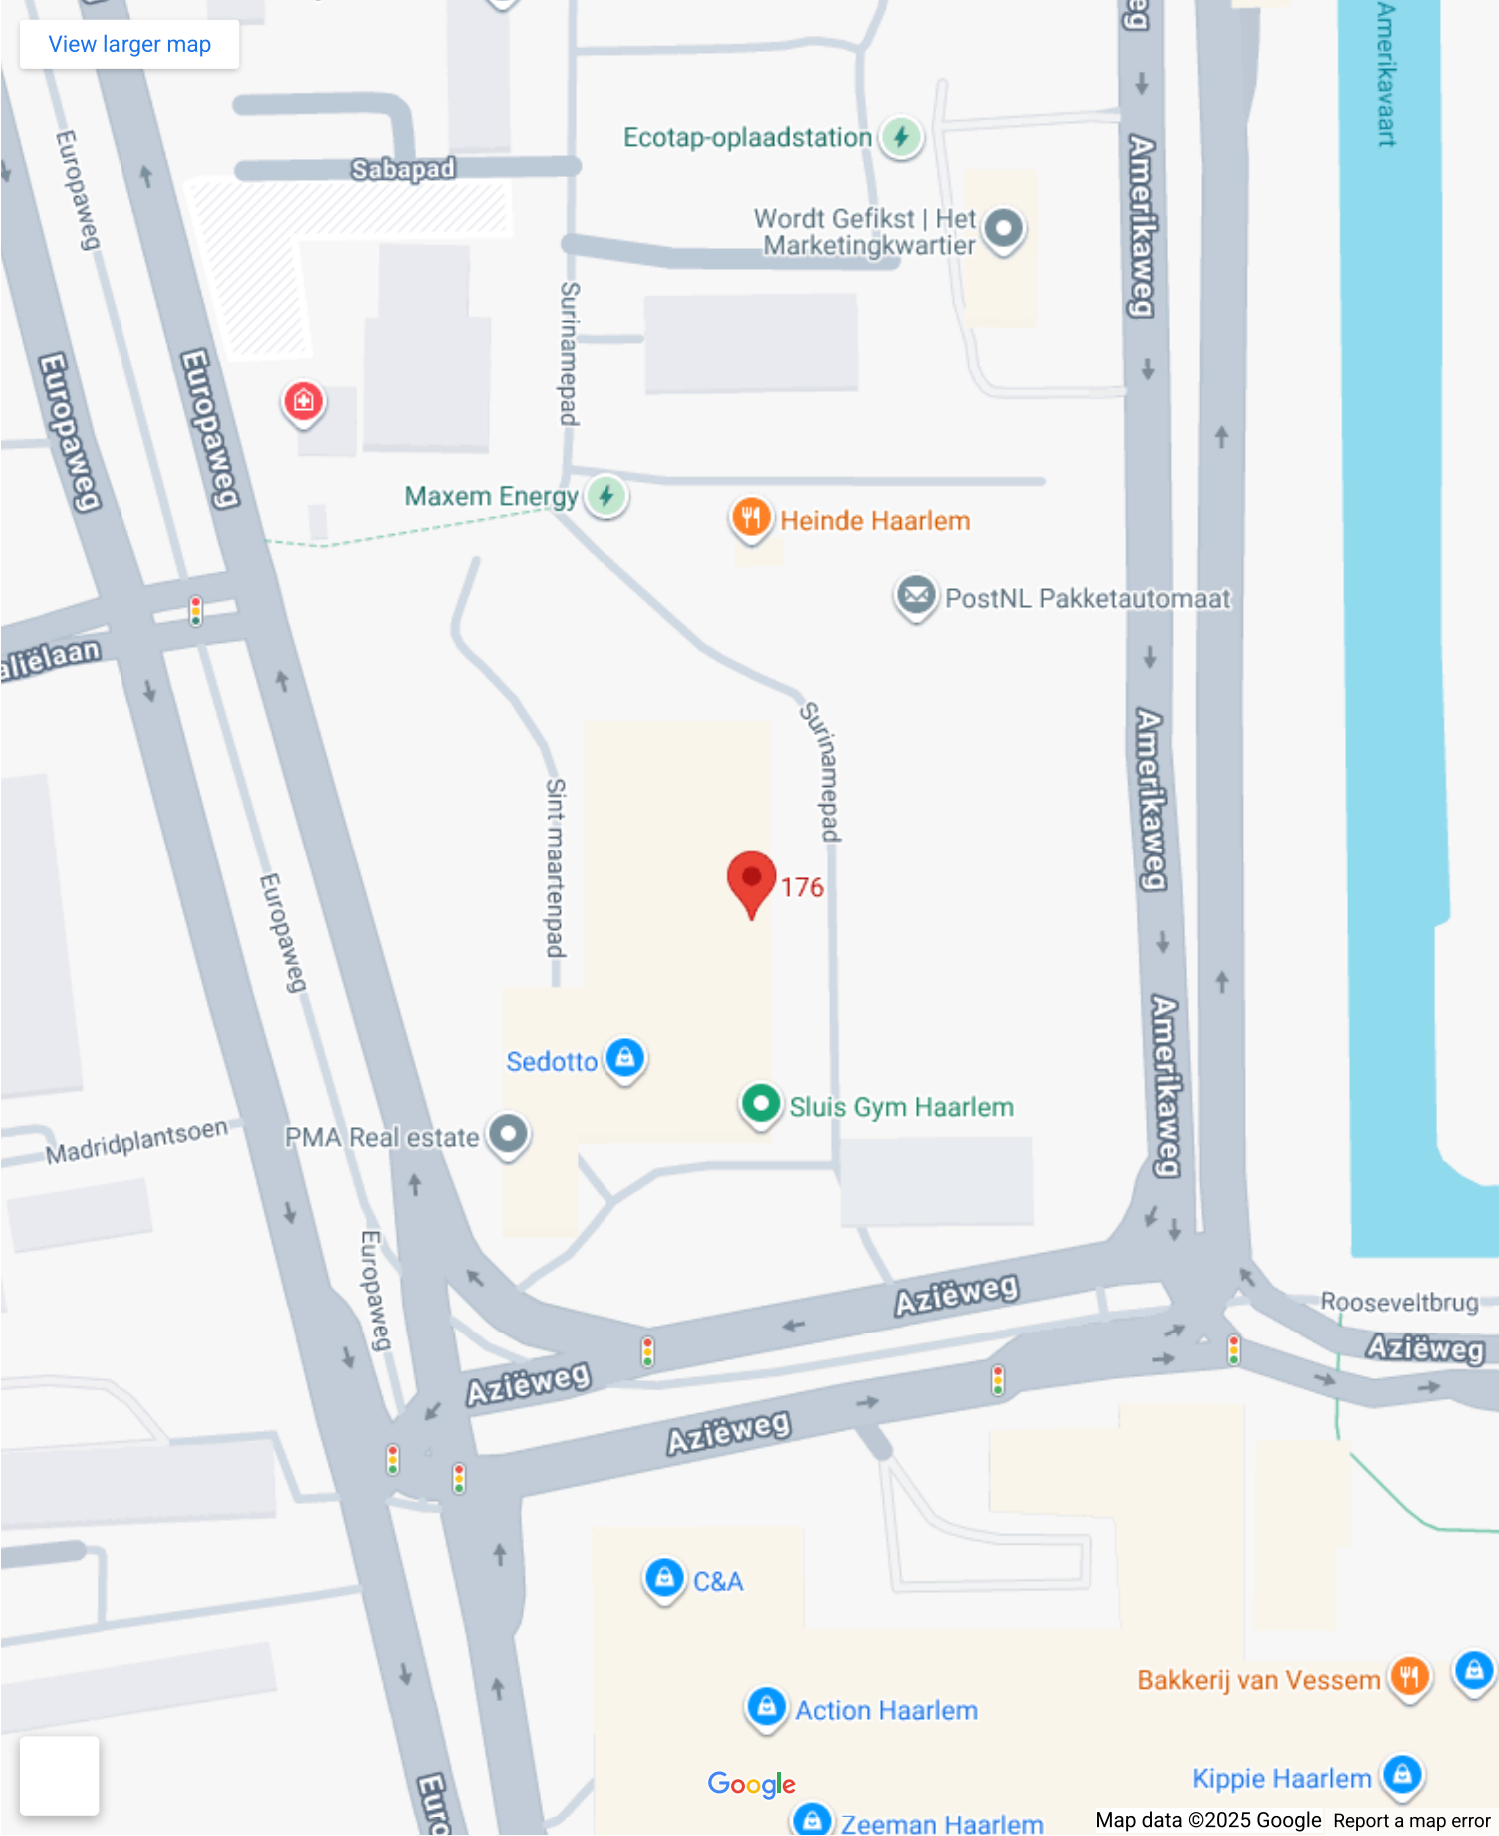 View larger map
eg
Amerikavaart
Europaweg
Ecotap-oplaadstation
Sabapad
Amerikaweg
Wordt Gefikst | Het
Marketingkwartier
Surinamepad
Europaweg
Europaweg
Maxem Energy
Heinde Haarlem
PostNL Pakketautomaat
aliëlaan
Surinamepad
Amerikaweg
Sint maartenpad
176
Europaweg
Amerikaweg
Sedotto
Sluis Gym Haarlem
Madridplantsoen
PMA Real estate
Europaweg
Aziëweg
Rooseveltbrug
Aziëweg
Aziëweg
Aziëweg
C&A
Bakkerij van Vessem
Action Haarlem
Google
Kippie Haarlem
Euro
Zeeman Haarlem
Map data ©2025 Google
Report a map error